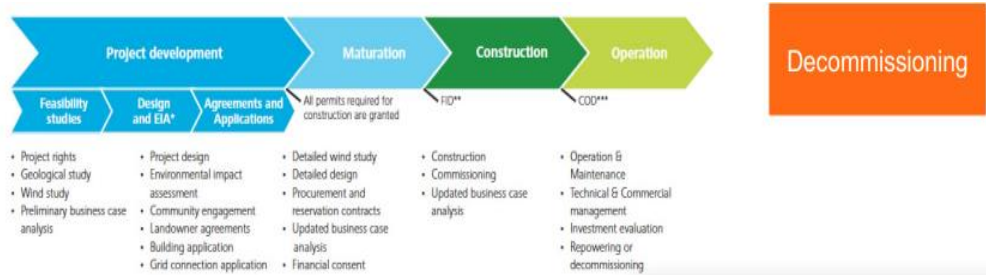 Project development
Maturation
Construction
Operation
Decommissioning
Feasibility
studies
Design
and EIA*
Agreements and
Applications
All permits required for
construction are granted
FID**
COD***
• Project rights
• Geological study
• Wind study
• Preliminary business case
analysis
• Project design
• Environmental impact
assessment
• Community engagement
• Landowner agreements
• Building application
• Grid connection application
• Detailed wind study
• Detailed design
• Procurement and
reservation contracts
• Updated business case
analysis
• Financial consent
• Construction
• Commissioning
• Updated business case
analysis
• Operation &
Maintenance
• Technical & Commercial
management
• Investment evaluation
• Repowering or
decommissioning